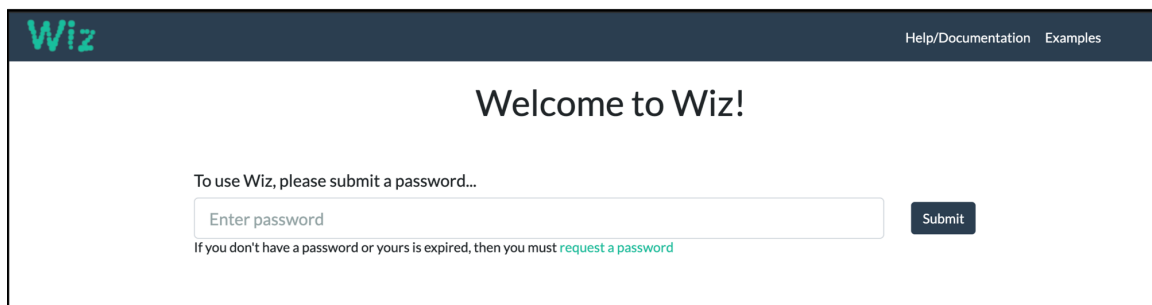 Wiz
Help/Documentation Examples
Welcome to Wiz!
To use Wiz, please submit a password...
Enter password
Submit
If you don't have a password or yours is expired, then you must request a password